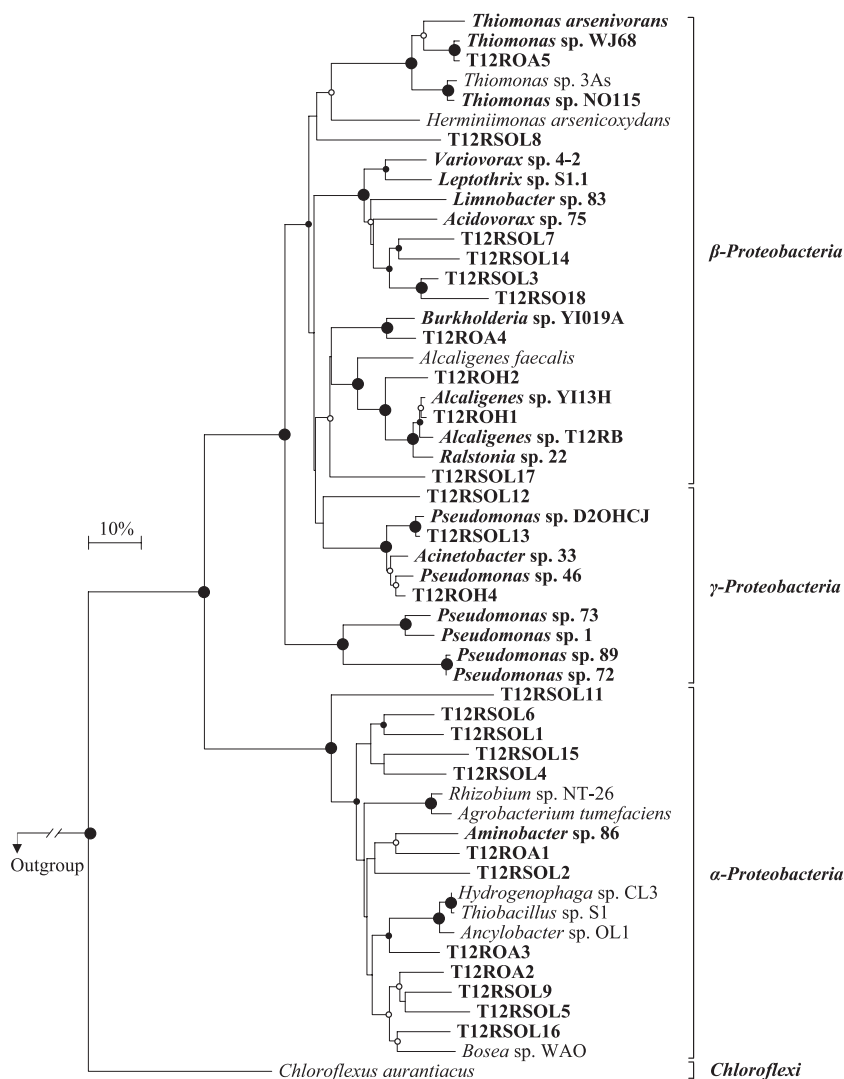 Thiomonas arsenivorans
Thiomonas sp. WJ68
T12ROA5
Thiomonas sp. 3As
Thiomonas sp. NO115
Herminiimonas arsenicoxydans
T12RSOL8
Variovorax sp. 4-2
Leptothrix sp. S1.1
Limnobacter sp. 83
Acidovorax sp. 75
T12RSOL7
β-Proteobacteria
T12RSOL14
T12RSOL3
T12RSO18
Burkholderia sp. YI019A
T12ROA4
Alcaligenes faecalis
T12ROH2
Alcaligenes sp. YI13H
T12ROH1
Alcaligenes sp. T12RB
Ralstonia sp. 22
T12RSOL17
T12RSOL12
Pseudomonas sp. D2OHCJ
10%
T12RSOL13
Acinetobacter sp. 33
Pseudomonas sp. 46
γ-Proteobacteria
T12ROH4
Pseudomonas sp. 73
Pseudomonas sp. 1
Pseudomonas sp. 89
Pseudomonas sp. 72
T12RSOL11
T12RSOL6
T12RSOL1
T12RSOL15
T12RSOL4
Rhizobium sp. NT-26
Agrobacterium tumefaciens
Aminobacter sp. 86
T12ROA1
Outgroup
T12RSOL2
α-Proteobacteria
Hydrogenophaga sp. CL3
Thiobacillus sp. S1
Ancylobacter sp. OL1
T12ROA3
T12ROA2
T12RSOL9
T12RSOL5
T12RSOL16
Bosea sp. WAO
Chloroflexus aurantiacus
Chloroflexi